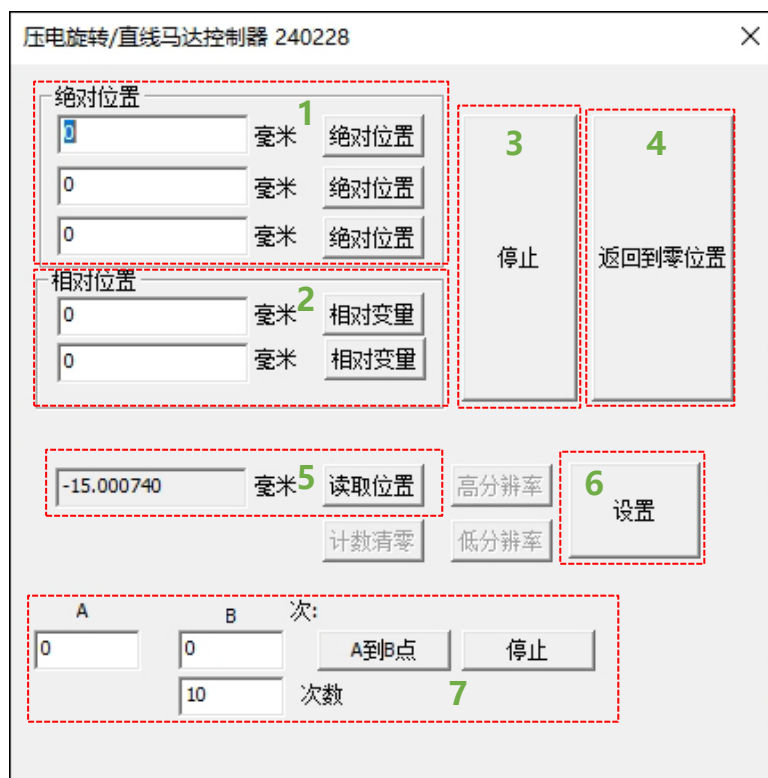 压电旋转/直线马达控制器 240228
绝对位置
1
0 毫米 绝对位置
0 毫米 绝对位置
0 毫米 绝对位置
相对位置
2
0 毫米 相对变量
0 毫米 相对变量
3
停止
4
返回到零位置
-15.000740 毫米 5 读取位置 高分辨率
计数清零 低分辨率
6
设置
A B 次:
0 0 A到B点 停止
10 次数 7